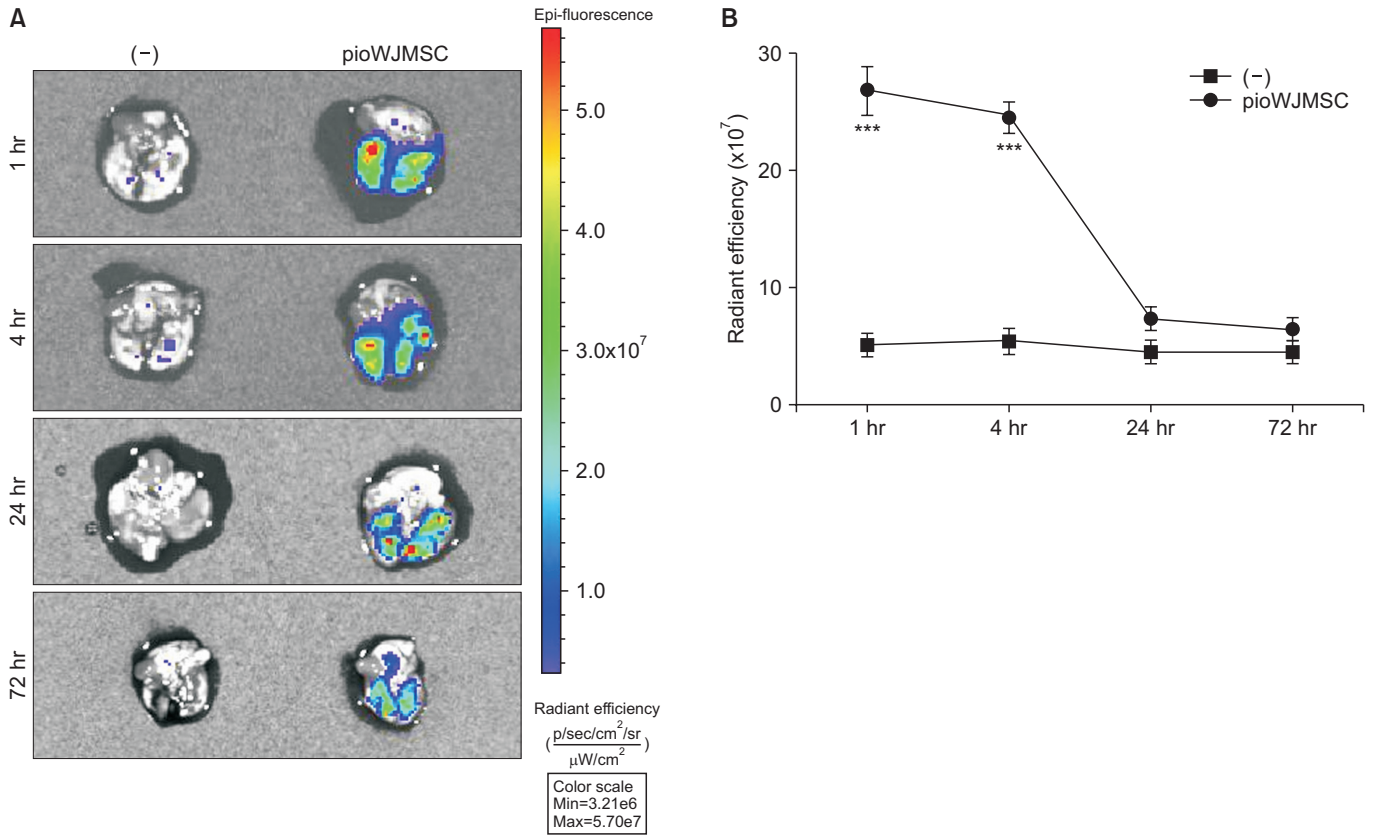 A
(−)
pioWJMSC
1 hr
4 hr
24 hr
72 hr
Epi-fluorescence
5.0
4.0
3.0x10⁷
2.0
1.0
Radiant efficiency
(p/sec/cm²/sr
μW/cm²)
Color scale
Min=3.21e6
Max=5.70e7
B
Radiant efficiency (x10⁷)
30
20
10
0
***
***
(−)
pioWJMSC
1 hr
4 hr
24 hr
72 hr